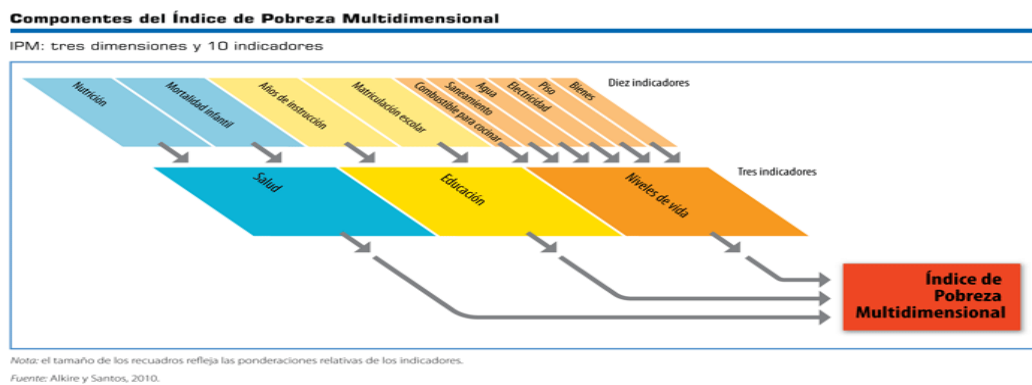 Componentes del Índice de Pobreza Multidimensional
IPM: tres dimensiones y 10 indicadores
Nutrición
Mortalidad infantil
Años de instrucción
Matriculación escolar
Combustible para cocinar
Saneamiento
Agua
Electricidad
Piso
Bienes
Diez indicadores
Salud
Educación
Niveles de vida
Tres indicadores
Índice de
Pobreza
Multidimensional
Nota: el tamaño de los recuadros refleja las ponderaciones relativas de los indicadores.
Fuente: Alkire y Santos, 2010.